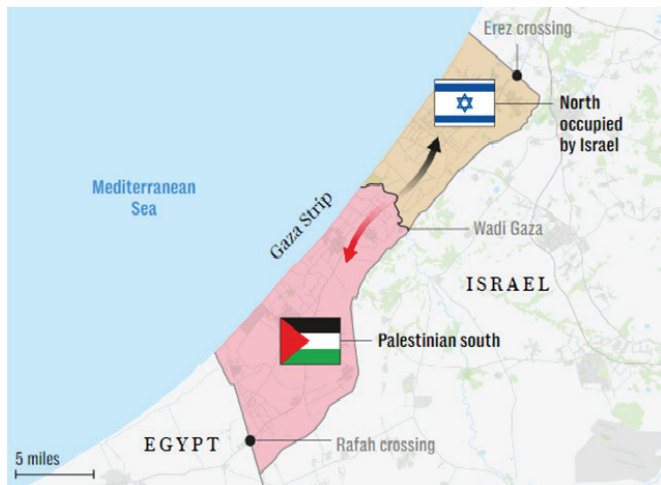 Erez crossing
North
occupied
by Israel
Mediterranean
Sea
Gaza Strip
Wadi Gaza
ISRAEL
Palestinian south
EGYPT
Rafah crossing
5 miles